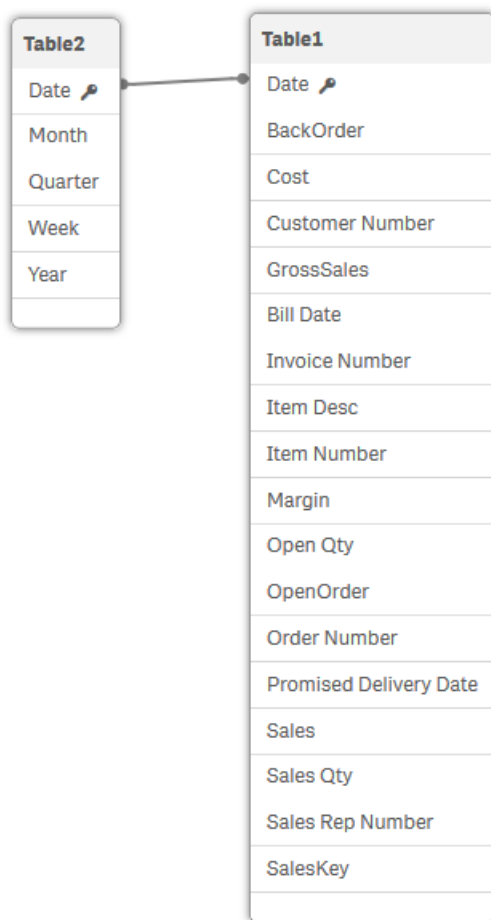 Table2
Date
Month
Quarter
Week
Year
Table1
Date
BackOrder
Cost
Customer Number
GrossSales
Bill Date
Invoice Number
Item Desc
Item Number
Margin
Open Qty
OpenOrder
Order Number
Promised Delivery Date
Sales
Sales Qty
Sales Rep Number
SalesKey